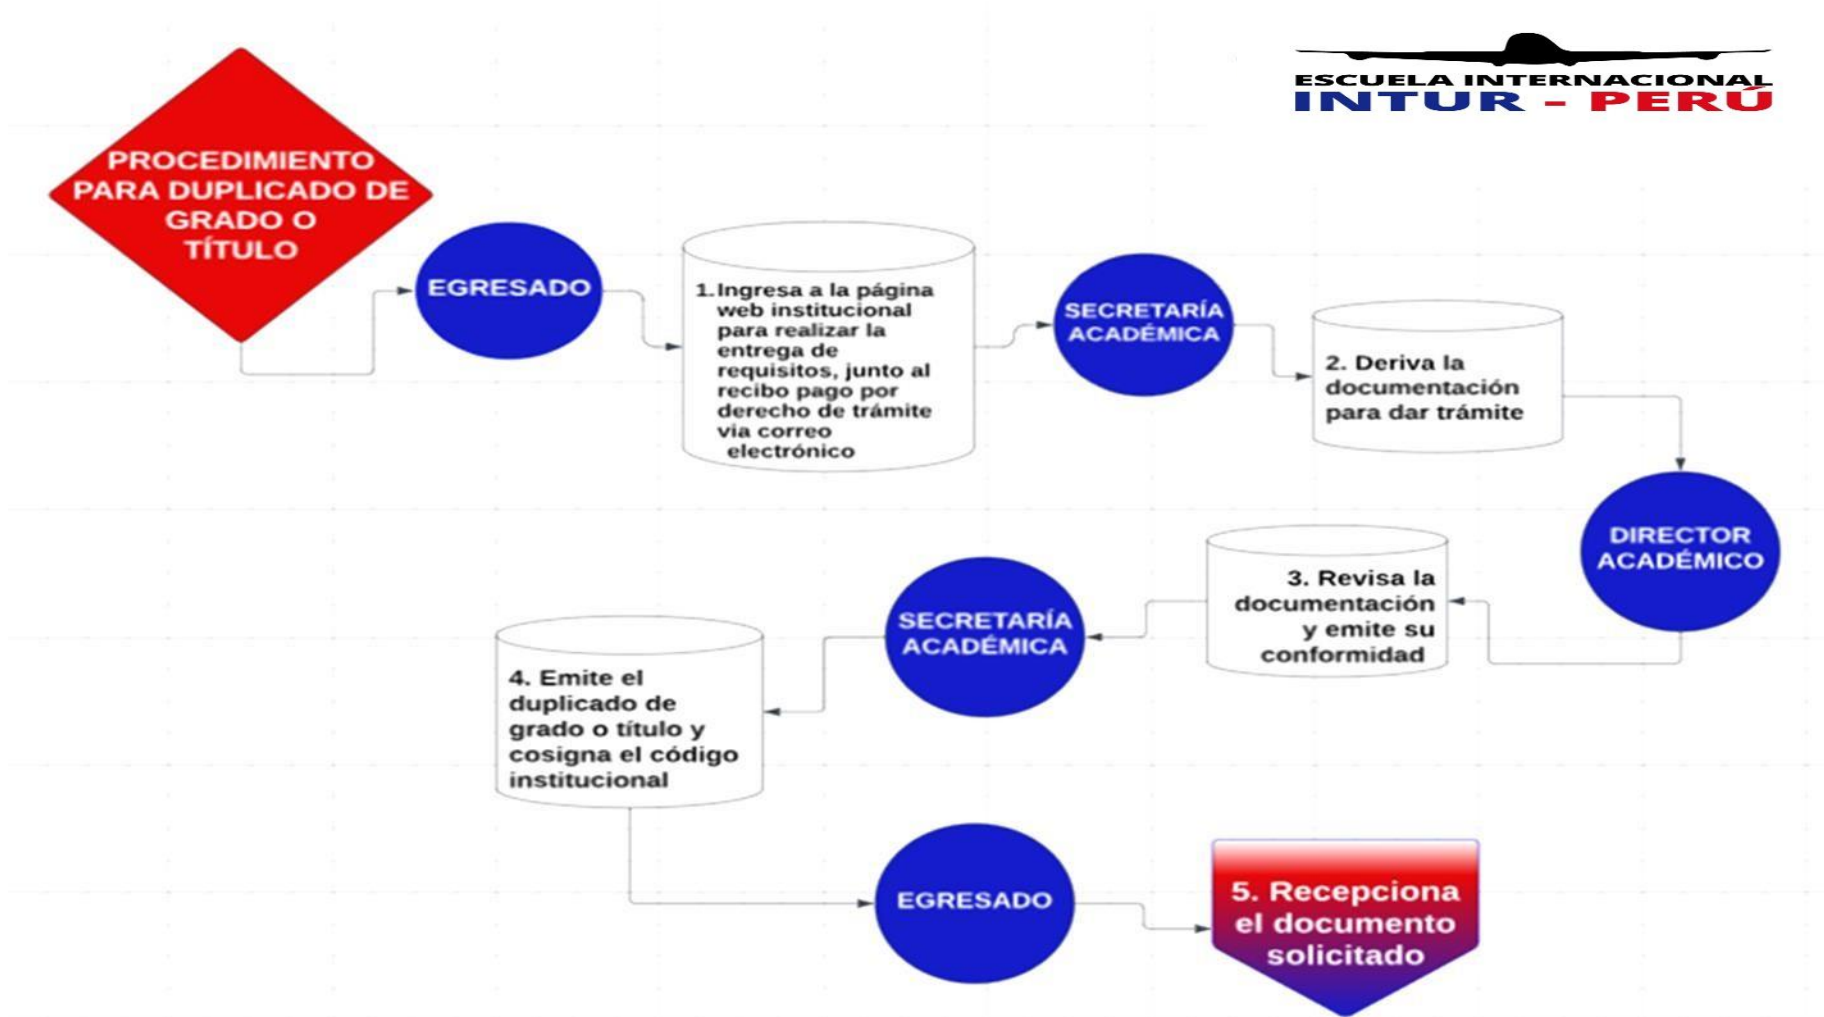 ESCUELA INTERNACIONAL
INTUR - PERÚ
PROCEDIMIENTO
PARA DUPLICADO DE
GRADO O
TÍTULO
EGRESADO
1. Ingresa a la página
web institucional
para realizar la
entrega de
requisitos, junto al
recibo pago por
derecho de trámite
via correo
electrónico
SECRETARÍA
ACADÉMICA
2. Deriva la
documentación
para dar trámite
DIRECTOR
ACADÉMICO
3. Revisa la
documentación
y emite su
conformidad
SECRETARÍA
ACADÉMICA
4. Emite el
duplicado de
grado o título y
cosigna el código
institucional
EGRESADO
5. Recepciona
el documento
solicitado